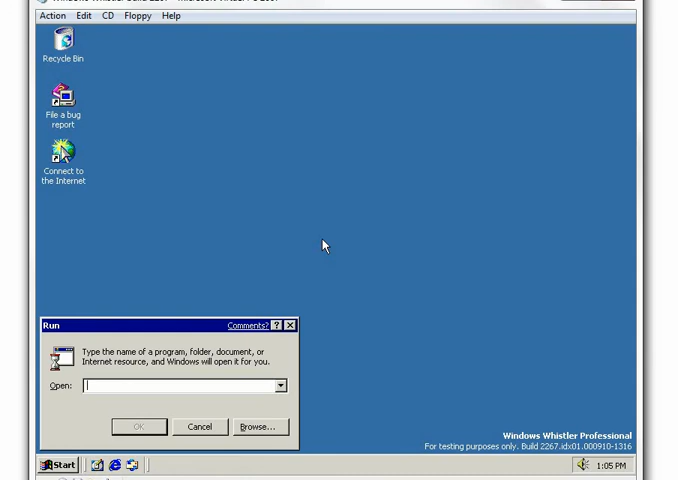 Action Edit CD Floppy Help
Recycle Bin
File a bug
report
Connect to
the Internet
Run
Comments?
Type the name of a program, folder, document, or
Internet resource, and Windows will open it for you.
Open:
OK Cancel Browse...
Windows Whistler Professional
For testing purposes only. Build 2267.idx01.000910-1316
Start
1:05 PM